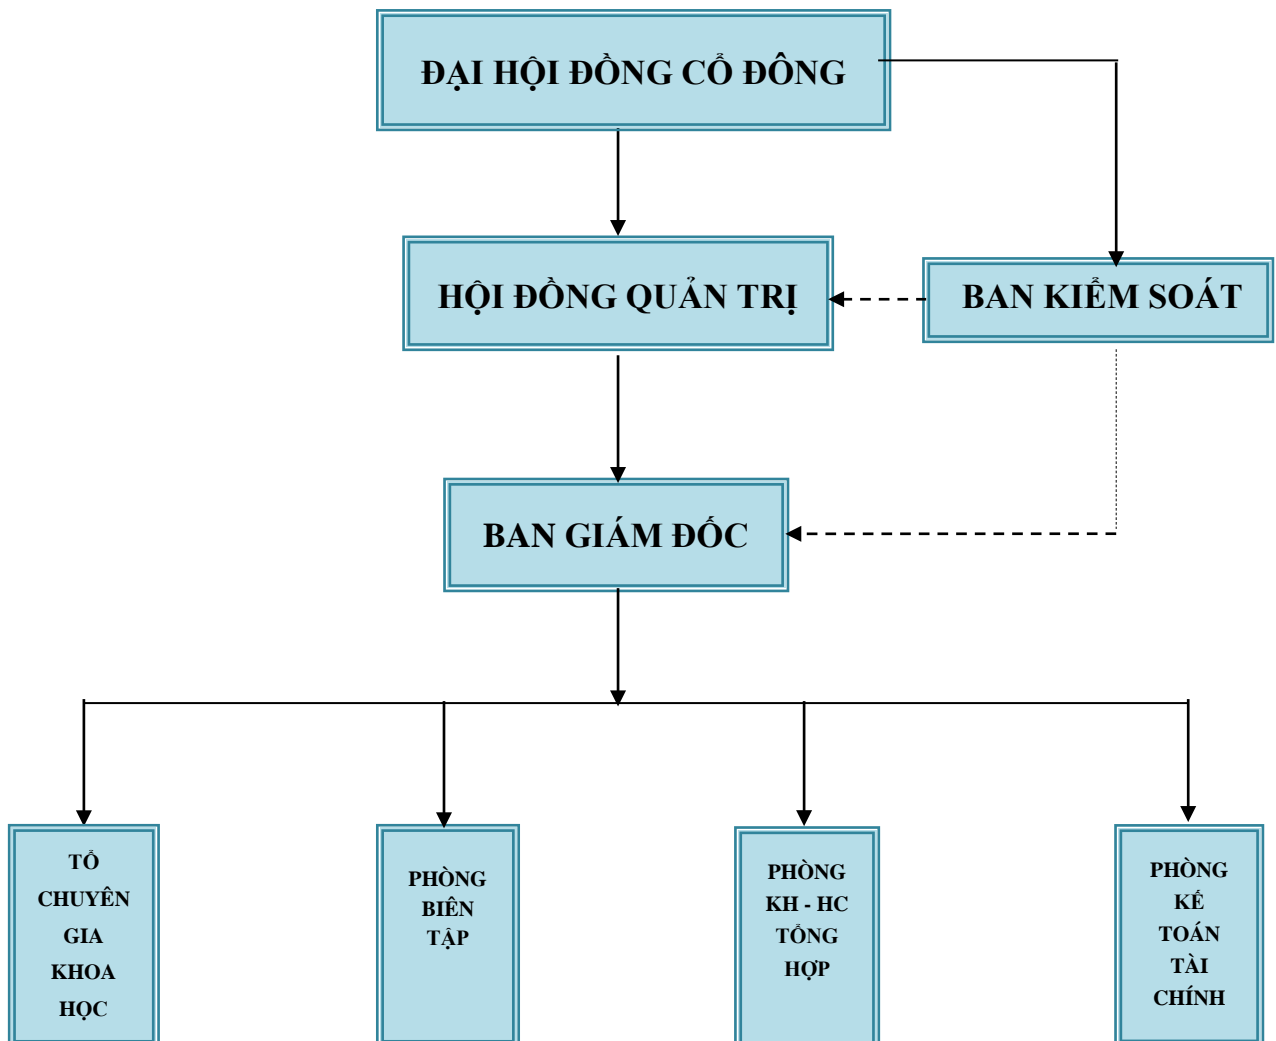 ĐẠI HỘI ĐỒNG CỔ ĐÔNG
HỘI ĐỒNG QUẢN TRỊ
BAN KIỂM SOÁT
BAN GIÁM ĐỐC
TỔ
CHUYÊN
GIA
KHOA
HỌC
PHÒNG
BIÊN
TẬP
PHÒNG
KH - HC
TỔNG
HỢP
PHÒNG
KẾ
TOÁN
TÀI
CHÍNH